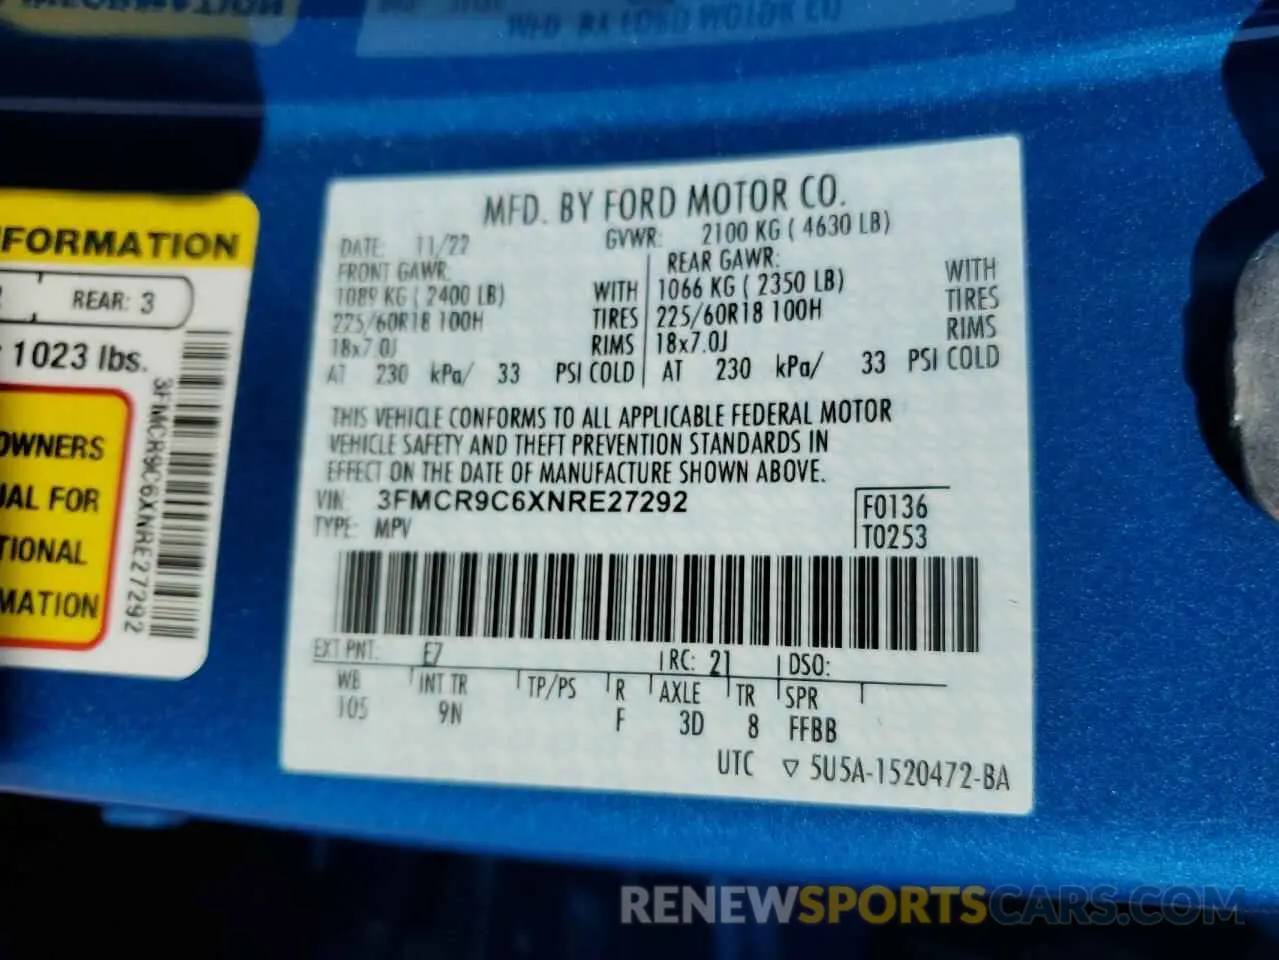 MFD. BY FORD MOTOR CO.
DATE: 11/22 GVWR: 2100 KG ( 4630 LB)
FRONT GAWR: REAR GAWR:
1089 KG ( 2400 LB) WITH 1066 KG ( 2350 LB) WITH
225/60R18 100H TIRES 225/60R18 100H TIRES
18x7.0J RIMS 18x7.0J RIMS
AT 230 kPa/ 33 PSI COLD AT 230 kPa/ 33 PSI COLD
THIS VEHICLE CONFORMS TO ALL APPLICABLE FEDERAL MOTOR
VEHICLE SAFETY AND THEFT PREVENTION STANDARDS IN
EFFECT ON THE DATE OF MANUFACTURE SHOWN ABOVE.
VIN: 3FMCR9C6XNRE27292 F0136
TYPE: MPV T0253
EXT PNT: E7 RC: 21 DSO:
WB INT TR TP/PS R AXLE TR SPR
105 9N F 3D 8 FFBB
UTC ▽ 5U5A-1520472-BA
FORMATION
REAR: 3
1023 lbs.
3FMCR9C6XNRE27292
OWNERS
FOR
MATION
RENEWSPORTSCARS.COM